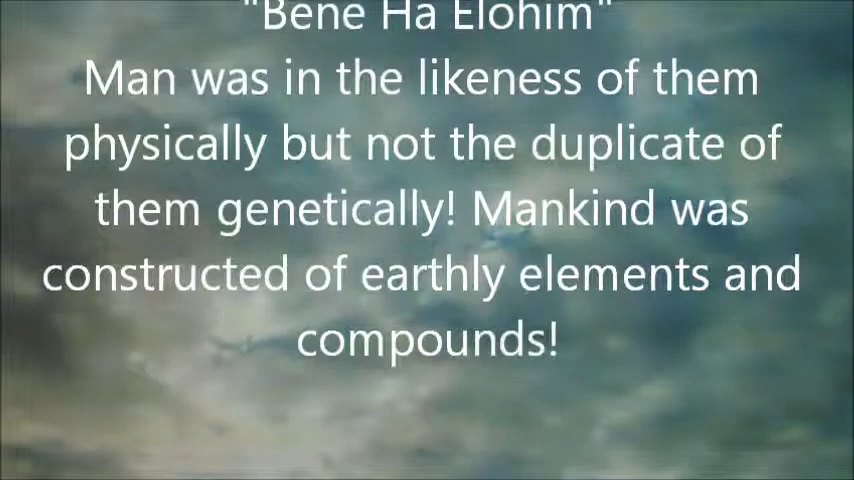 "Bene Ha Elohim"
Man was in the likeness of them
physically but not the duplicate of
them genetically! Mankind was
constructed of earthly elements and
compounds!